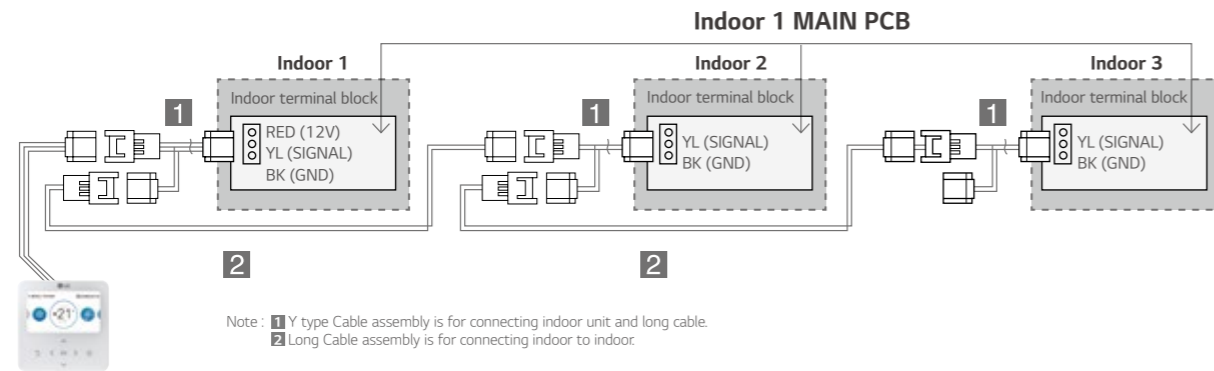 Indoor 1 MAIN PCB
Indoor 1
Indoor 2
Indoor 3
Indoor terminal block
Indoor terminal block
Indoor terminal block
1
1
1
RED (12V)
YL (SIGNAL)
BK (GND)
YL (SIGNAL)
BK (GND)
YL (SIGNAL)
BK (GND)
2
2
21
Note : 1 Y type Cable assembly is for connecting indoor unit and long cable.
2 Long Cable assembly is for connecting indoor to indoor.